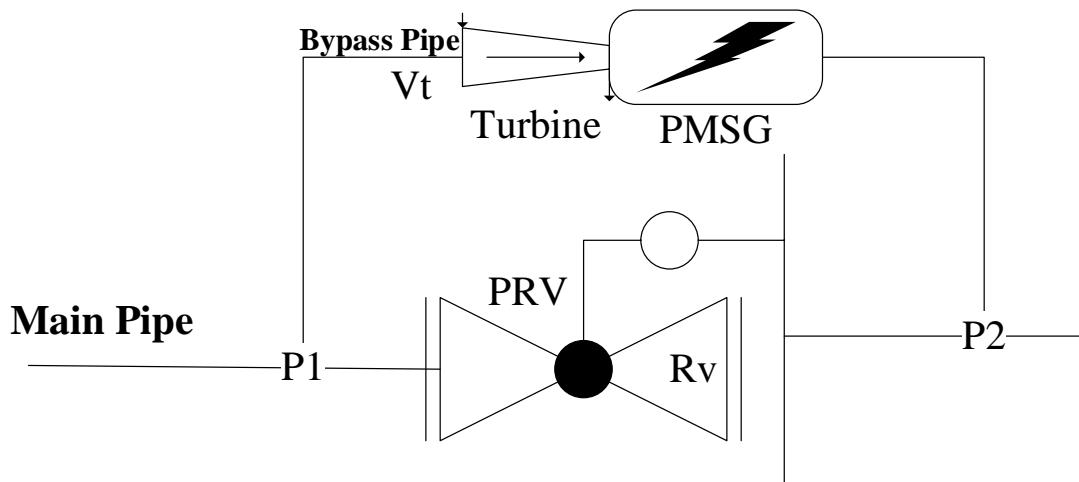 Bypass Pipe
Vt
Turbine
PMSG
PRV
Main Pipe
P1
Rv
P2